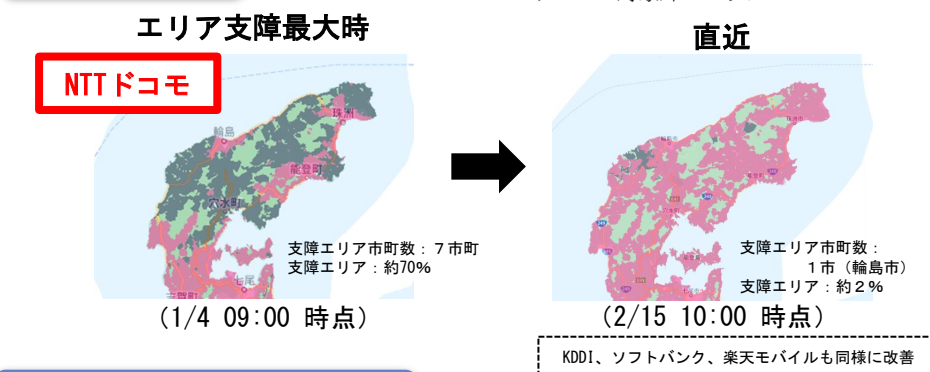 エリア支障最大時
直近
NTTドコモ
珠洲
輪島
能登町
穴水町
七尾
支障エリア市町数：７市町
支障エリア：約70%
支障エリア市町数：
１市（輪島市）
支障エリア：約２%
（1/4 09:00 時点）
（2/15 10:00 時点）
KDDI、ソフトバンク、楽天モバイルも同様に改善